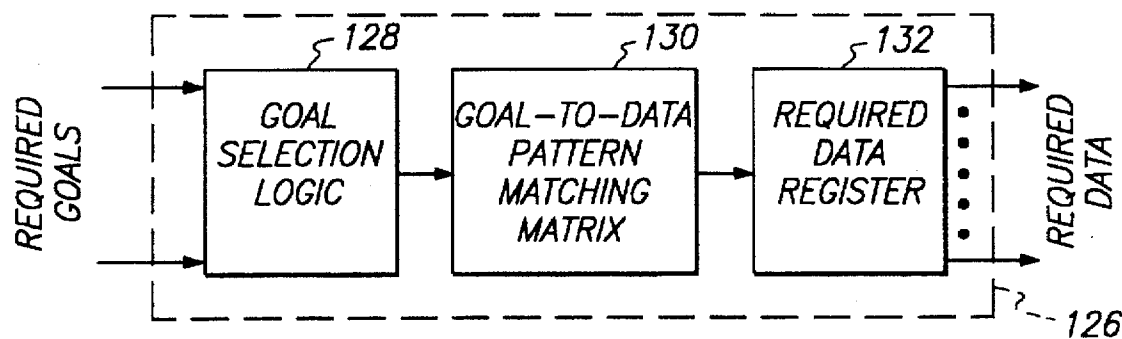 128
130
132
REQUIRED
GOALS
GOAL
SELECTION
LOGIC
GOAL-TO-DATA
PATTERN
MATCHING
MATRIX
REQUIRED
DATA
REGISTER
REQUIRED
DATA
126